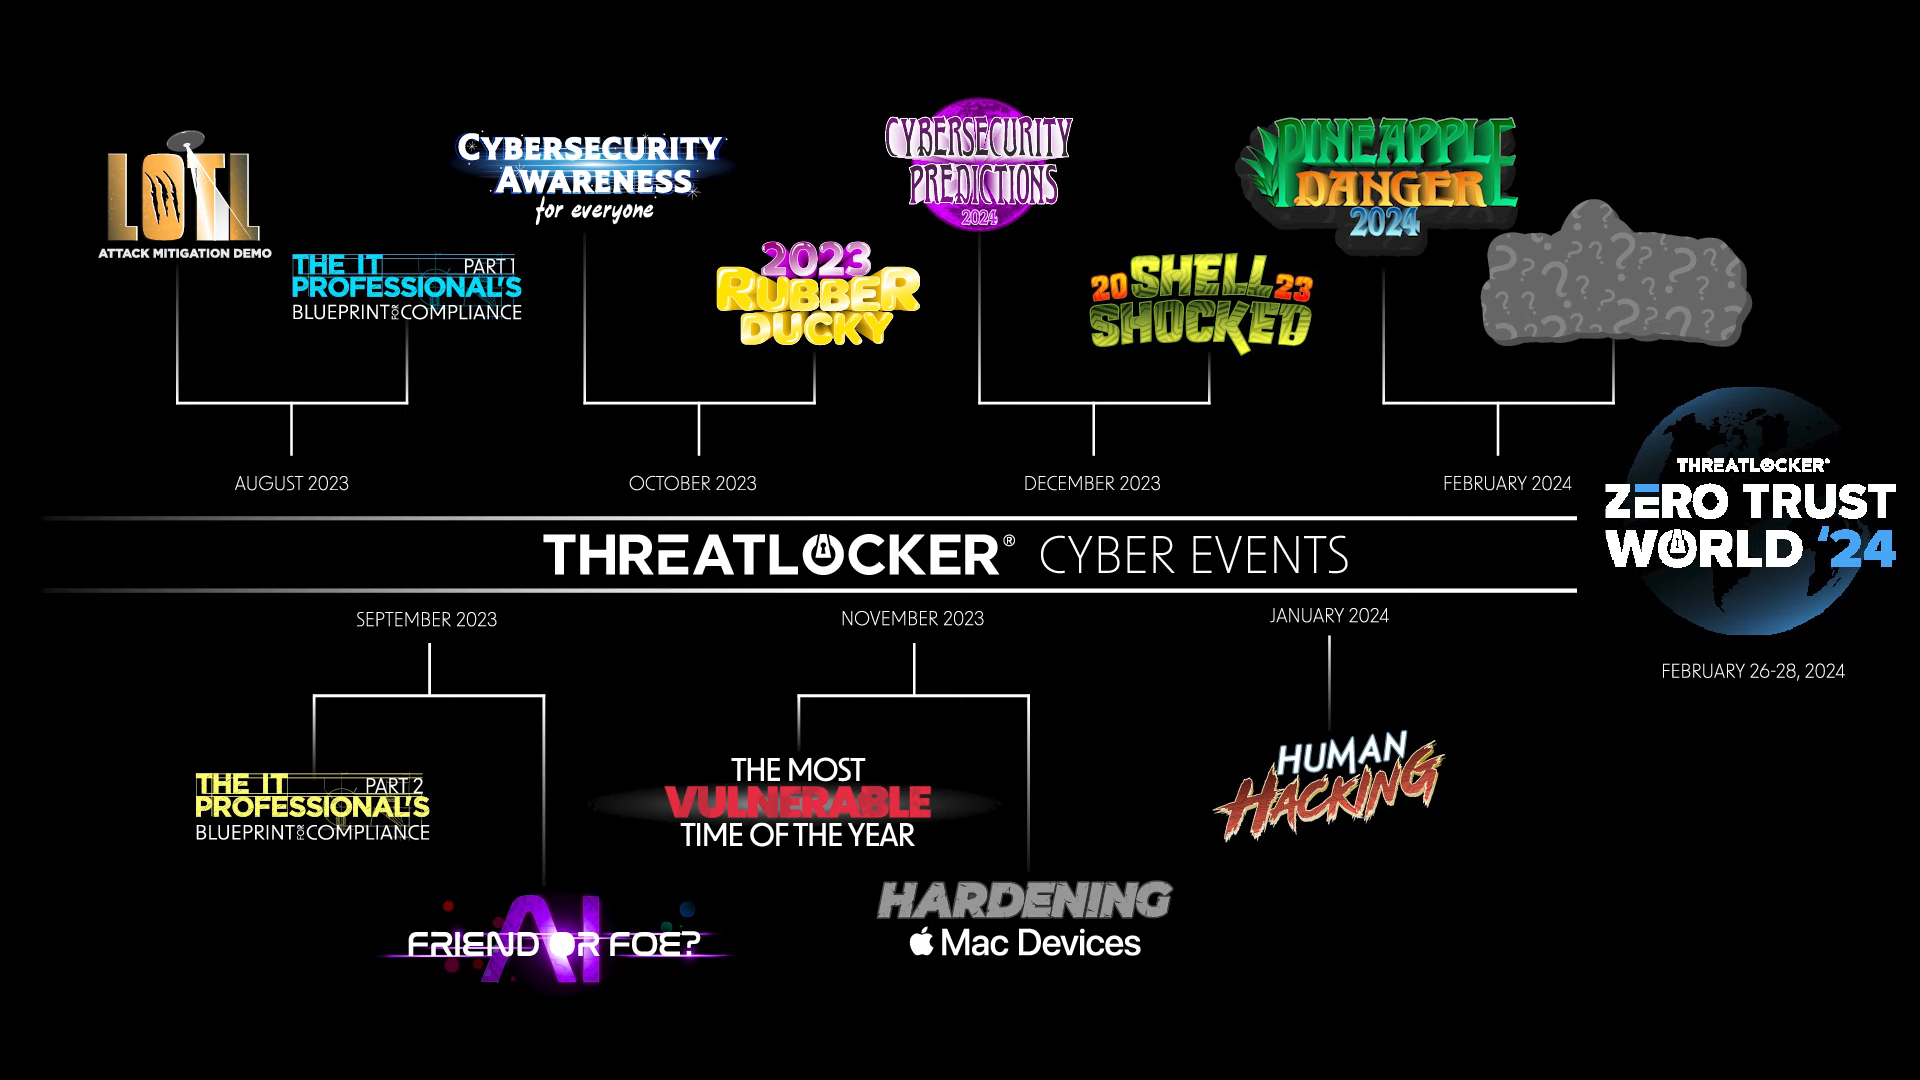 LOTL
ATTACK MITIGATION DEMO
THE IT PART 1
PROFESSIONAL'S
BLUEPRINT FOR COMPLIANCE
AUGUST 2023
CYBERSECURITY
AWARENESS
for everyone
2023
RUBBER
DUCKY
OCTOBER 2023
CYBERSECURITY
PREDICTIONS
2024
20 SHELL 23
SHOCKED
DECEMBER 2023
PINEAPPLE
DANGER
2024
? ? ? ? ? ? ? ? ? ? ?
FEBRUARY 2024
THREATLOCKER® CYBER EVENTS
THREATLOCKER®
ZERO TRUST
WORLD '24
FEBRUARY 26-28, 2024
SEPTEMBER 2023
THE IT PART 2
PROFESSIONAL'S
BLUEPRINT FOR COMPLIANCE
AI
FRIEND OR FOE?
NOVEMBER 2023
THE MOST
VULNERABLE
TIME OF THE YEAR
HARDENING
Mac Devices
JANUARY 2024
HUMAN
HACKING